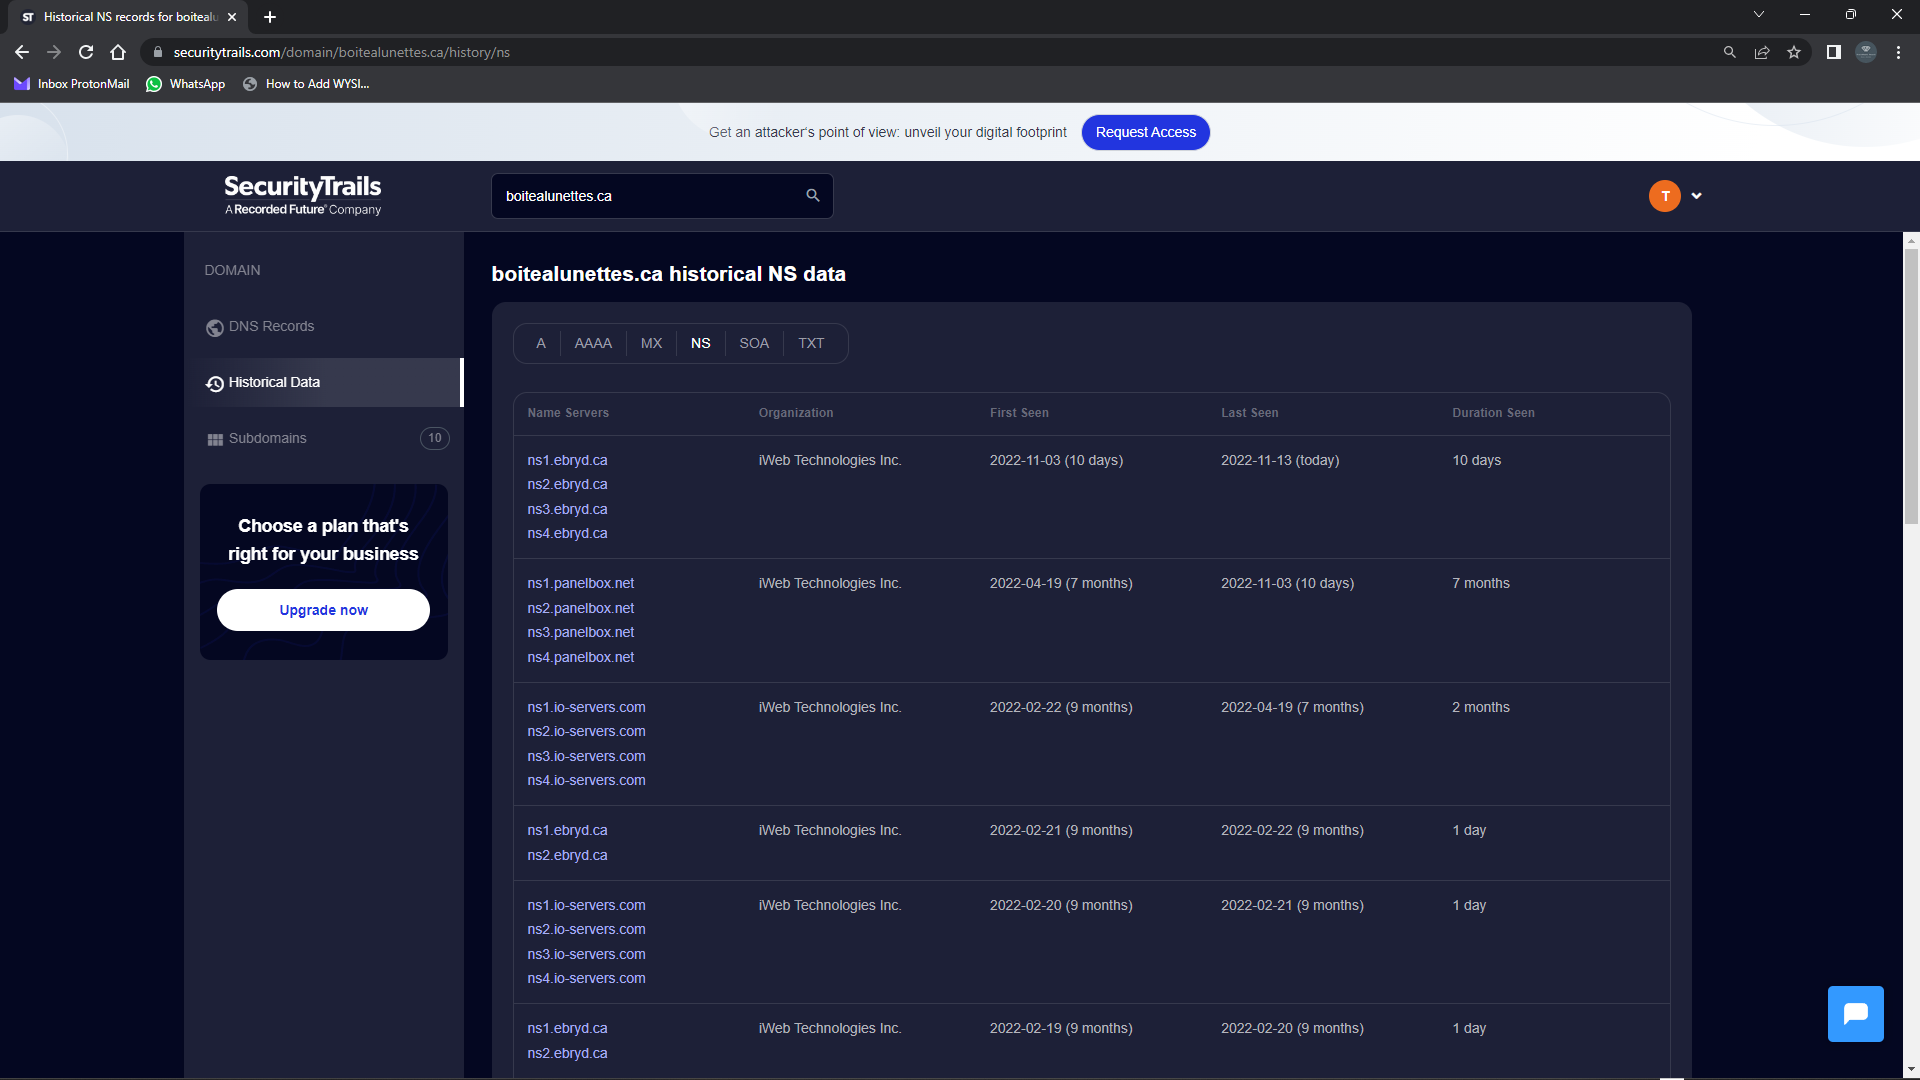 Historical NS records for boitealu
securitytrails.com/domain/boitealunettes.ca/history/ns
Inbox ProtonMail
WhatsApp
How to Add WYSI...
Get an attacker's point of view: unveil your digital footprint
Request Access
SecurityTrails
A Recorded Future® Company
boitealunettes.ca
T
DOMAIN
DNS Records
Historical Data
Subdomains 10
Choose a plan that's
right for your business
Upgrade now
boitealunettes.ca historical NS data
A AAAA MX NS SOA TXT
Name Servers Organization First Seen Last Seen Duration Seen
ns1.ebryd.ca iWeb Technologies Inc. 2022-11-03 (10 days) 2022-11-13 (today) 10 days
ns2.ebryd.ca
ns3.ebryd.ca
ns4.ebryd.ca
ns1.panelbox.net iWeb Technologies Inc. 2022-04-19 (7 months) 2022-11-03 (10 days) 7 months
ns2.panelbox.net
ns3.panelbox.net
ns4.panelbox.net
ns1.io-servers.com iWeb Technologies Inc. 2022-02-22 (9 months) 2022-04-19 (7 months) 2 months
ns2.io-servers.com
ns3.io-servers.com
ns4.io-servers.com
ns1.ebryd.ca iWeb Technologies Inc. 2022-02-21 (9 months) 2022-02-22 (9 months) 1 day
ns2.ebryd.ca
ns1.io-servers.com iWeb Technologies Inc. 2022-02-20 (9 months) 2022-02-21 (9 months) 1 day
ns2.io-servers.com
ns3.io-servers.com
ns4.io-servers.com
ns1.ebryd.ca iWeb Technologies Inc. 2022-02-19 (9 months) 2022-02-20 (9 months) 1 day
ns2.ebryd.ca